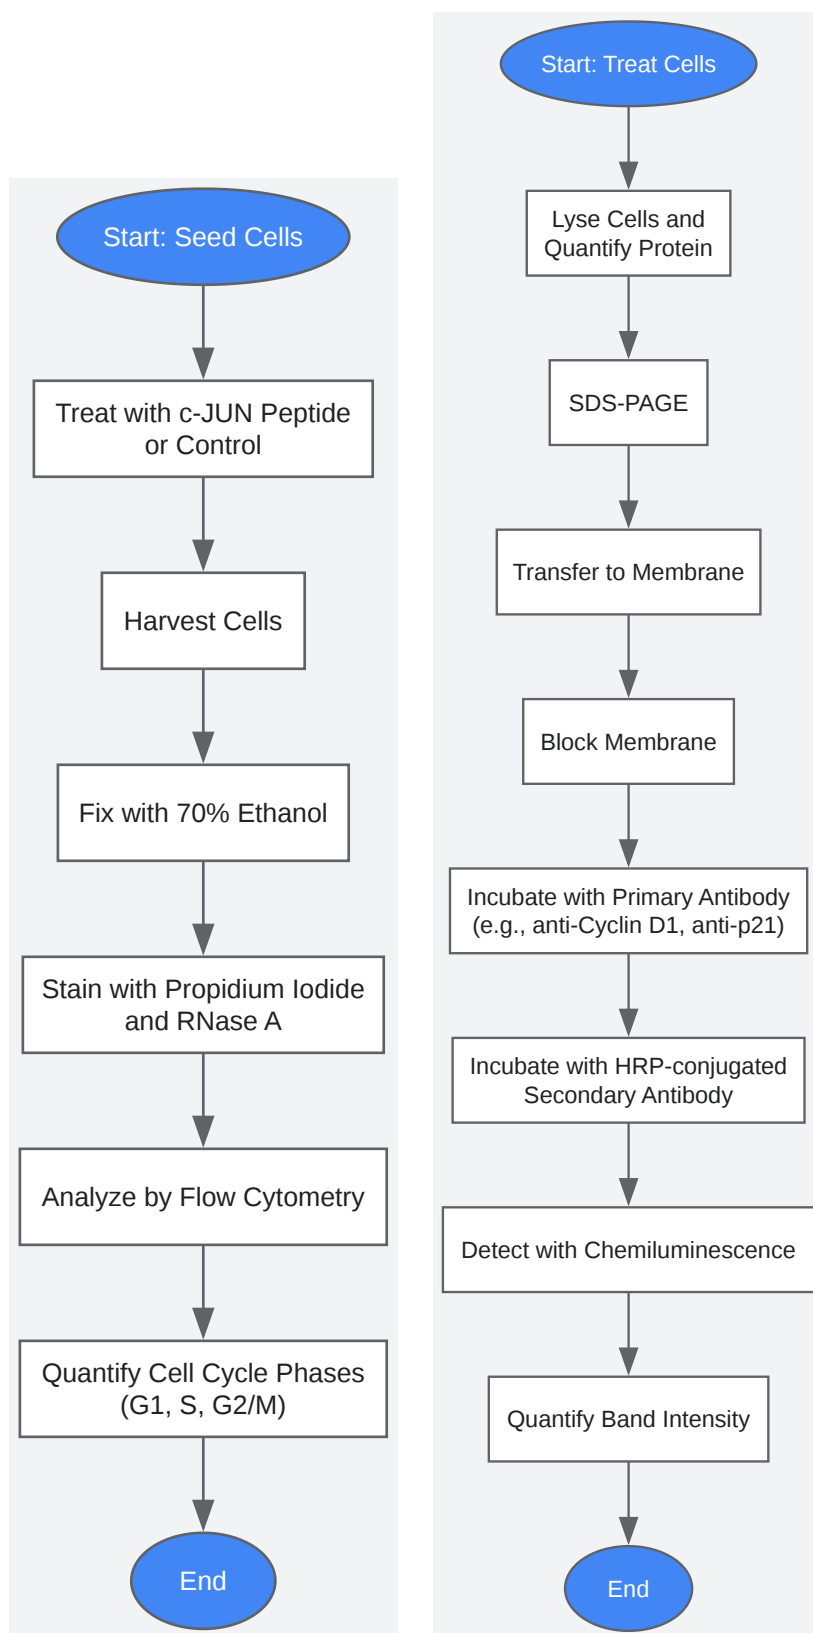 Start: Seed Cells
Treat with c-JUN Peptide
or Control
Harvest Cells
Fix with 70% Ethanol
Stain with Propidium Iodide
and RNase A
Analyze by Flow Cytometry
Quantify Cell Cycle Phases
(G1, S, G2/M)
End
Start: Treat Cells
Lyse Cells and
Quantify Protein
SDS-PAGE
Transfer to Membrane
Block Membrane
Incubate with Primary Antibody
(e.g., anti-Cyclin D1, anti-p21)
Incubate with HRP-conjugated
Secondary Antibody
Detect with Chemiluminescence
Quantify Band Intensity
End